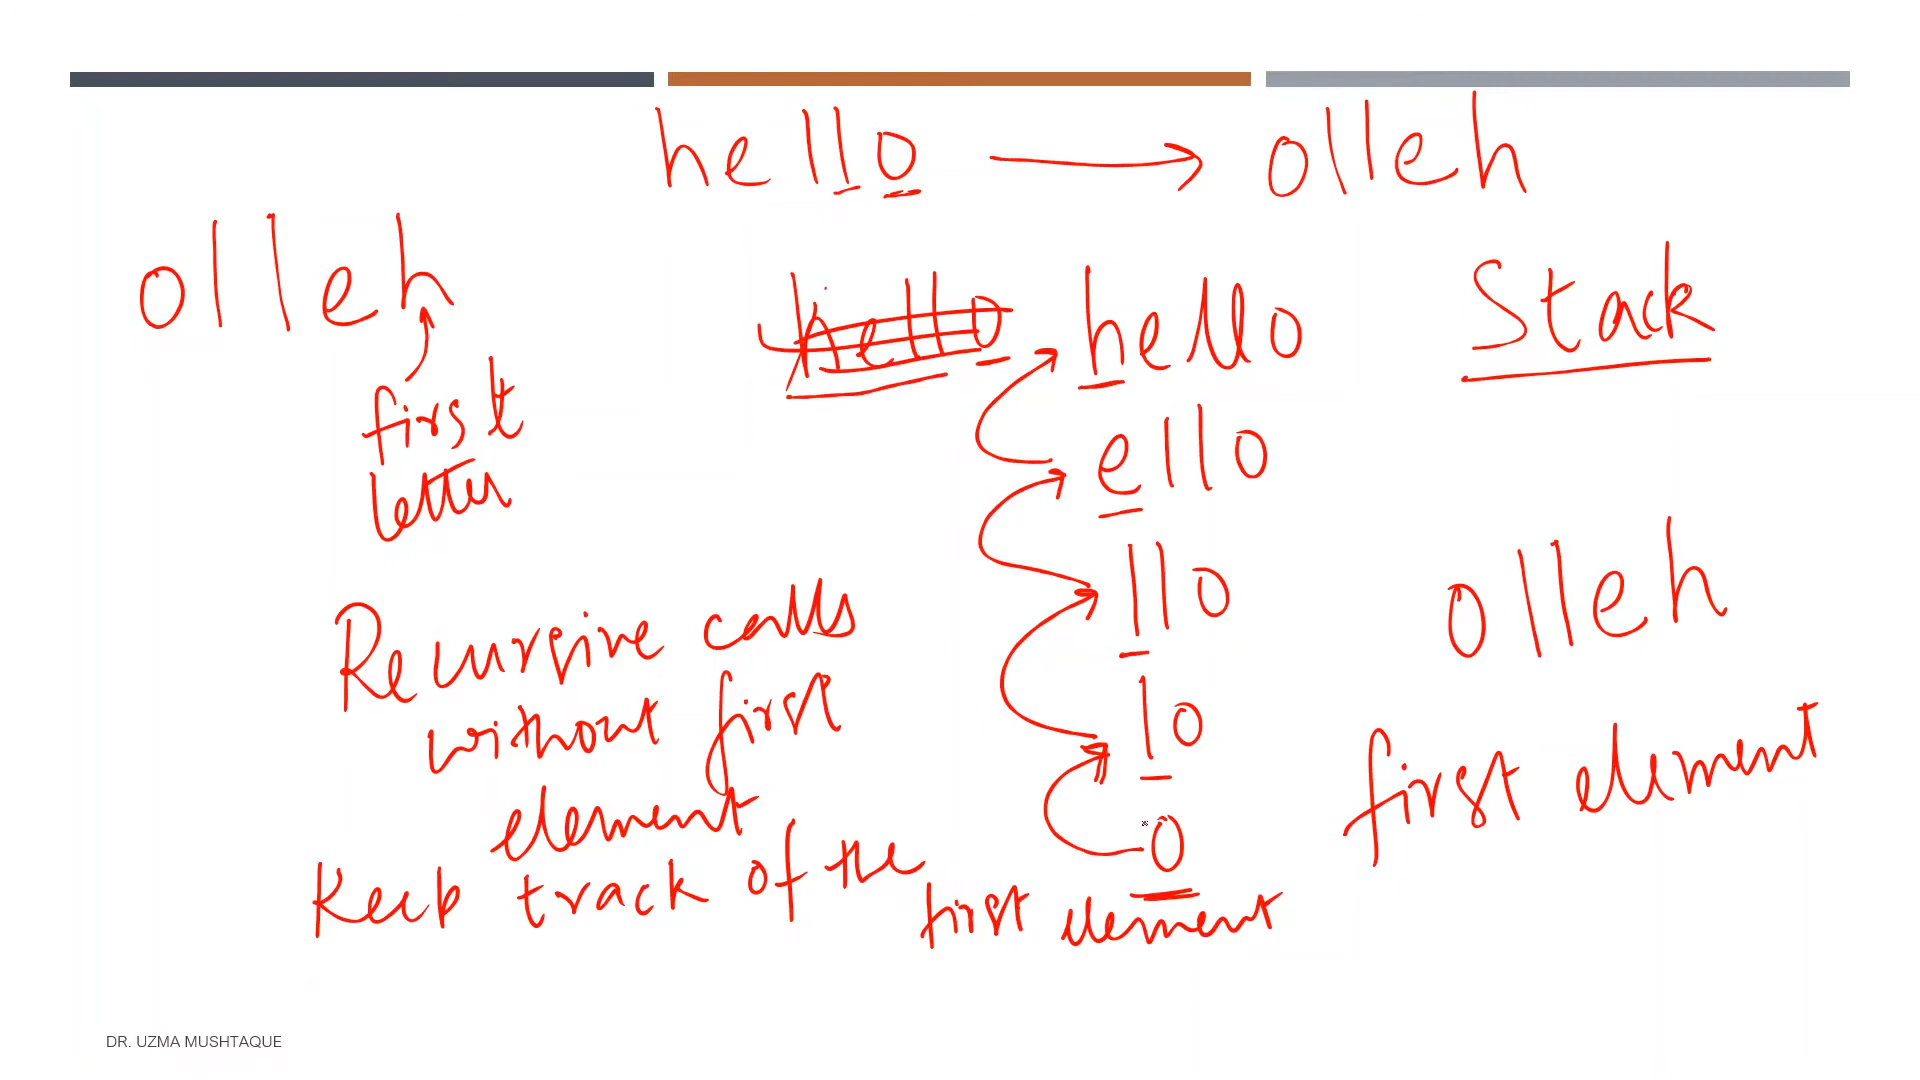 hello → olleh
olleh
hello
hello
Stack
first
letter
ello
llo
olleh
Recursive calls
without first
element
lo
first element
o
Keep track of the first element
DR. UZMA MUSHTAQUE